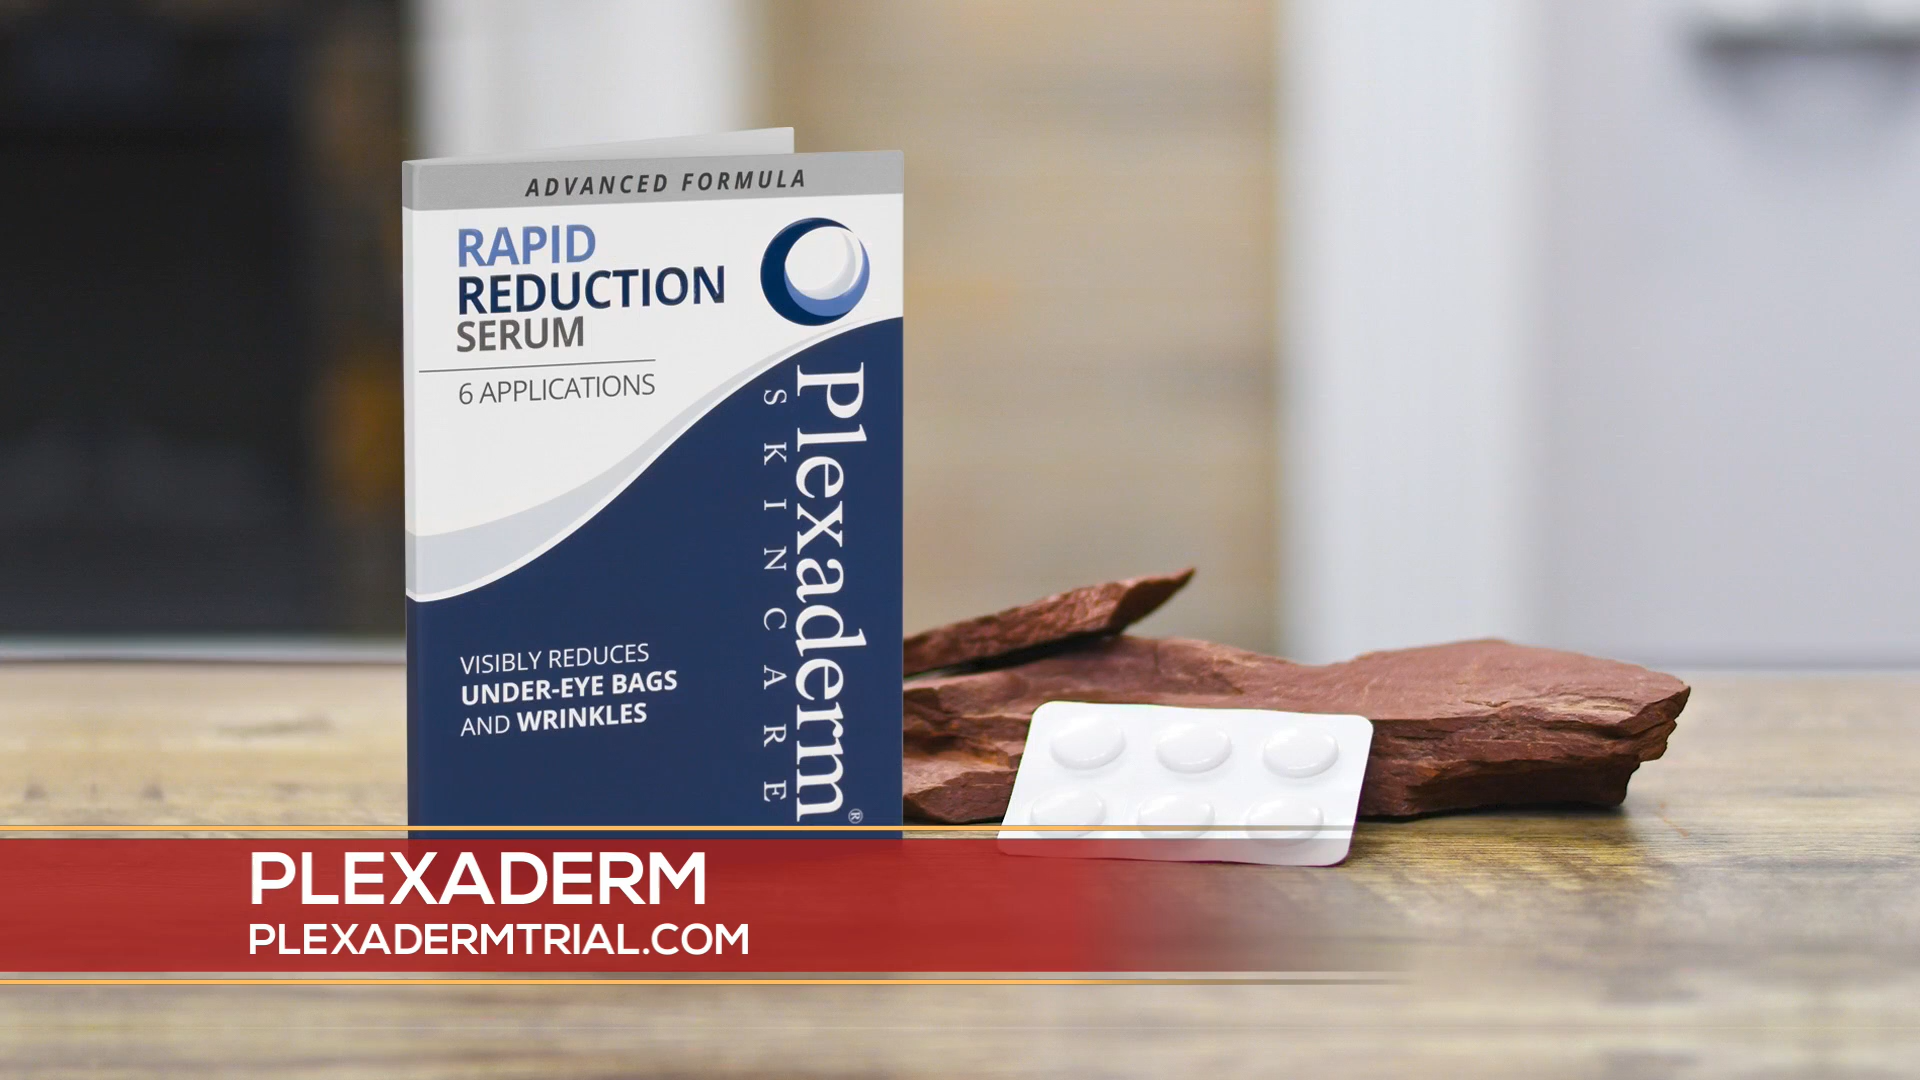 ADVANCED FORMULA
RAPID
REDUCTION
SERUM
6 APPLICATIONS
Plexaderm®
SKINCARE
VISIBLY REDUCES
UNDER-EYE BAGS
AND WRINKLES
PLEXADERM
PLEXADERMTRIAL.COM